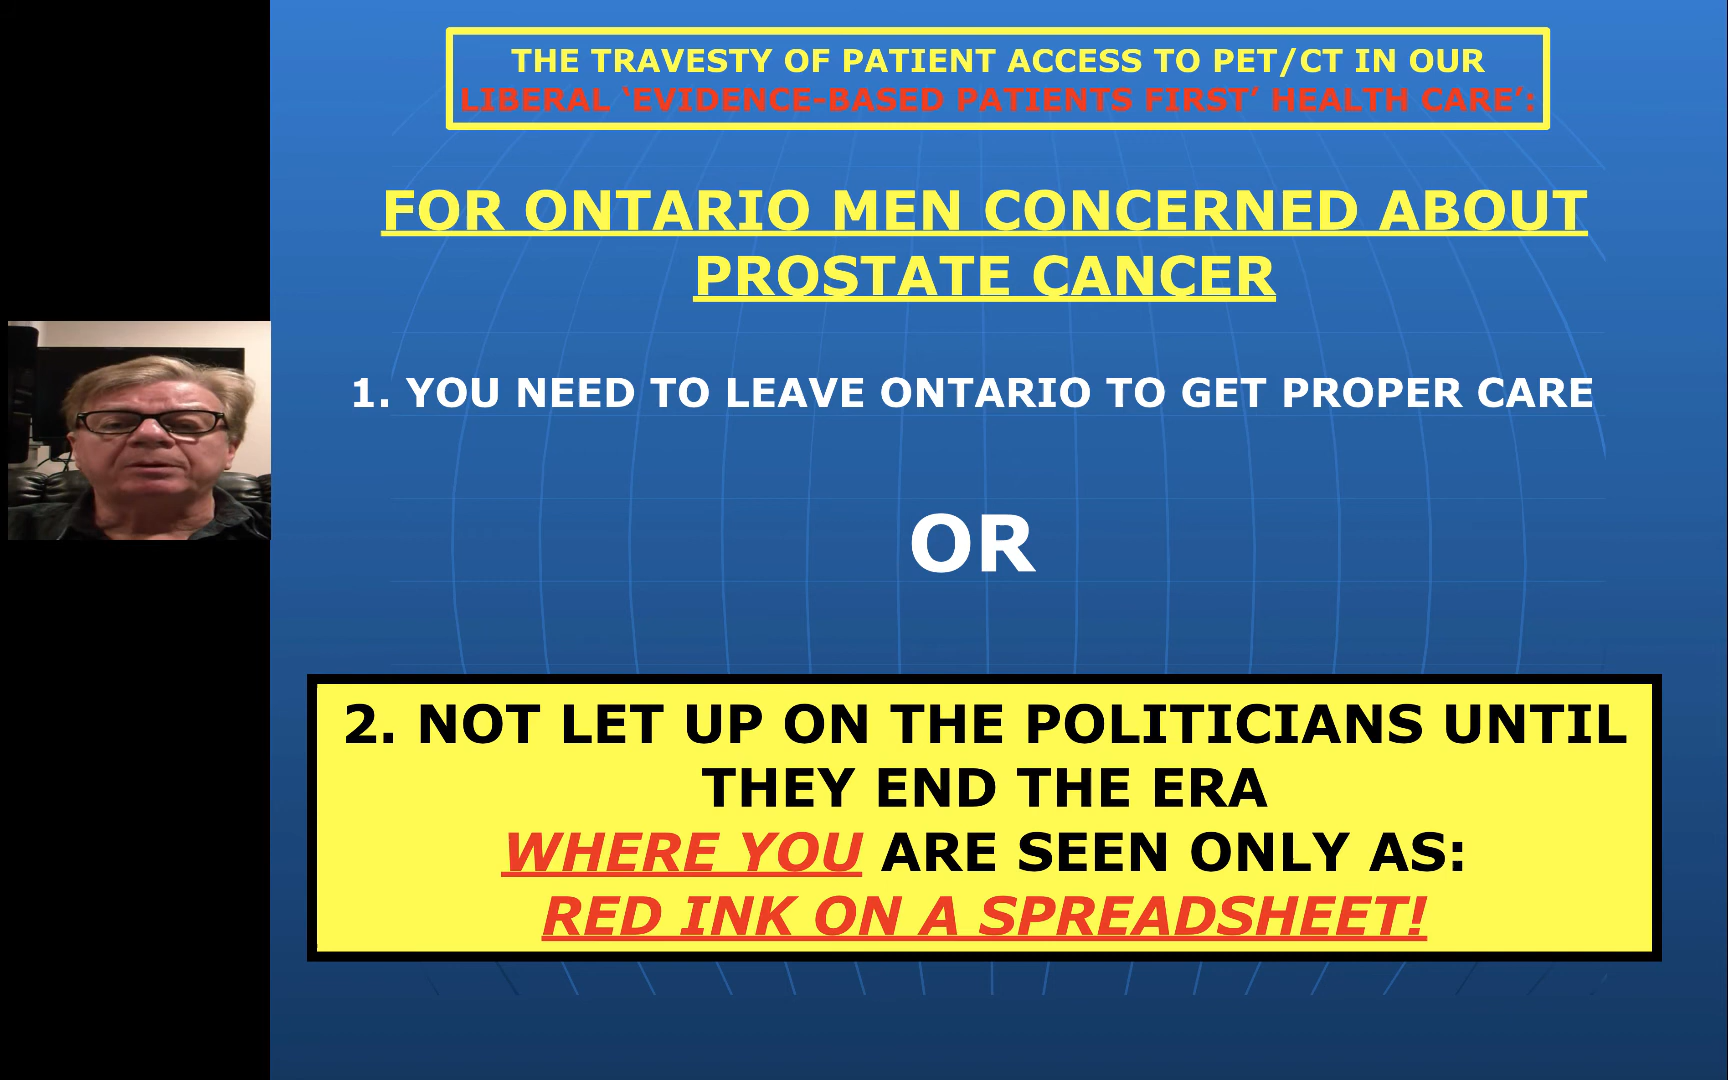 THE TRAVESTY OF PATIENT ACCESS TO PET/CT IN OUR
LIBERAL ‘EVIDENCE-BASED PATIENTS FIRST’ HEALTH CARE’:
FOR ONTARIO MEN CONCERNED ABOUT
PROSTATE CANCER
1. YOU NEED TO LEAVE ONTARIO TO GET PROPER CARE
OR
2. NOT LET UP ON THE POLITICIANS UNTIL
THEY END THE ERA
WHERE YOU ARE SEEN ONLY AS:
RED INK ON A SPREADSHEET!